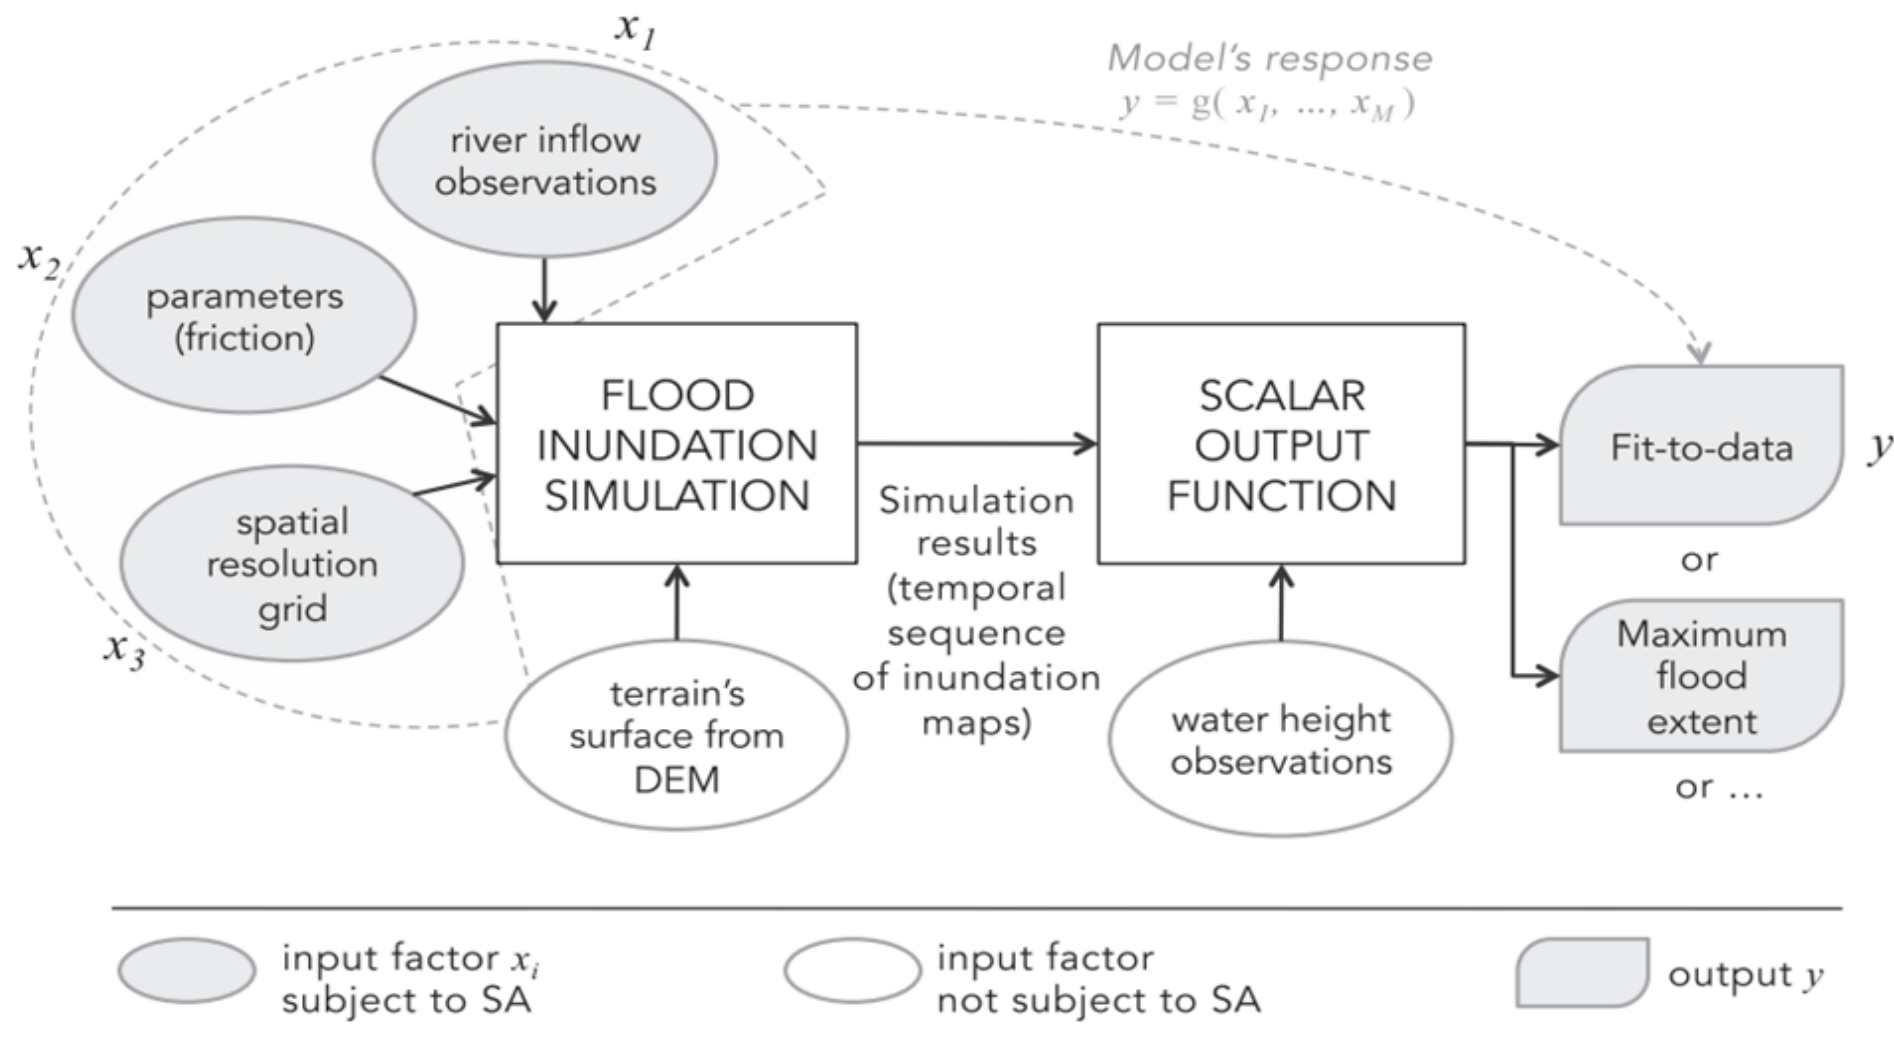 x1
Model's response
y = g( x1, ..., xM )
river inflow
observations
x2
parameters
(friction)
FLOOD
INUNDATION
SIMULATION
SCALAR
OUTPUT
FUNCTION
Fit-to-data
y
spatial
resolution
grid
x3
Simulation
results
(temporal
sequence
of inundation
maps)
or
Maximum
flood
extent
or ...
terrain's
surface from
DEM
water height
observations
input factor xi
subject to SA
input factor
not subject to SA
output y